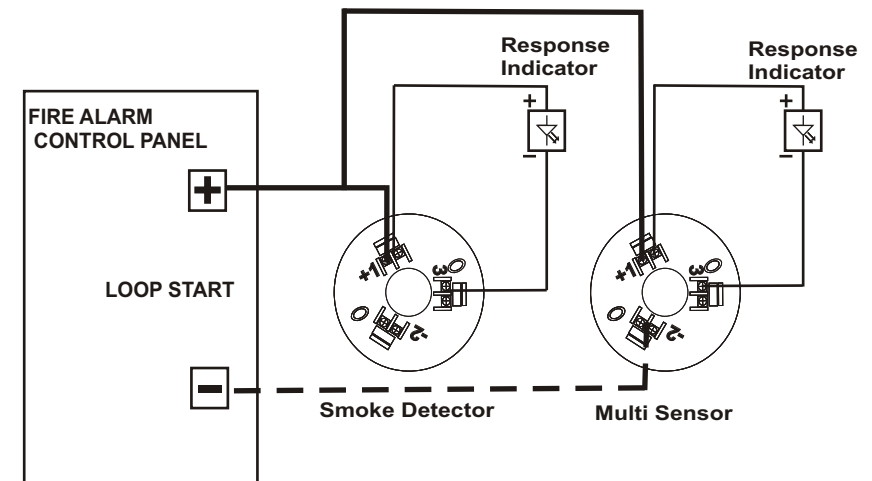 Response
Indicator
Response
Indicator
FIRE ALARM
CONTROL PANEL
+
+
−
−
+
LOOP START
−
+1
3
-2
+1
3
-2
Smoke Detector
Multi Sensor